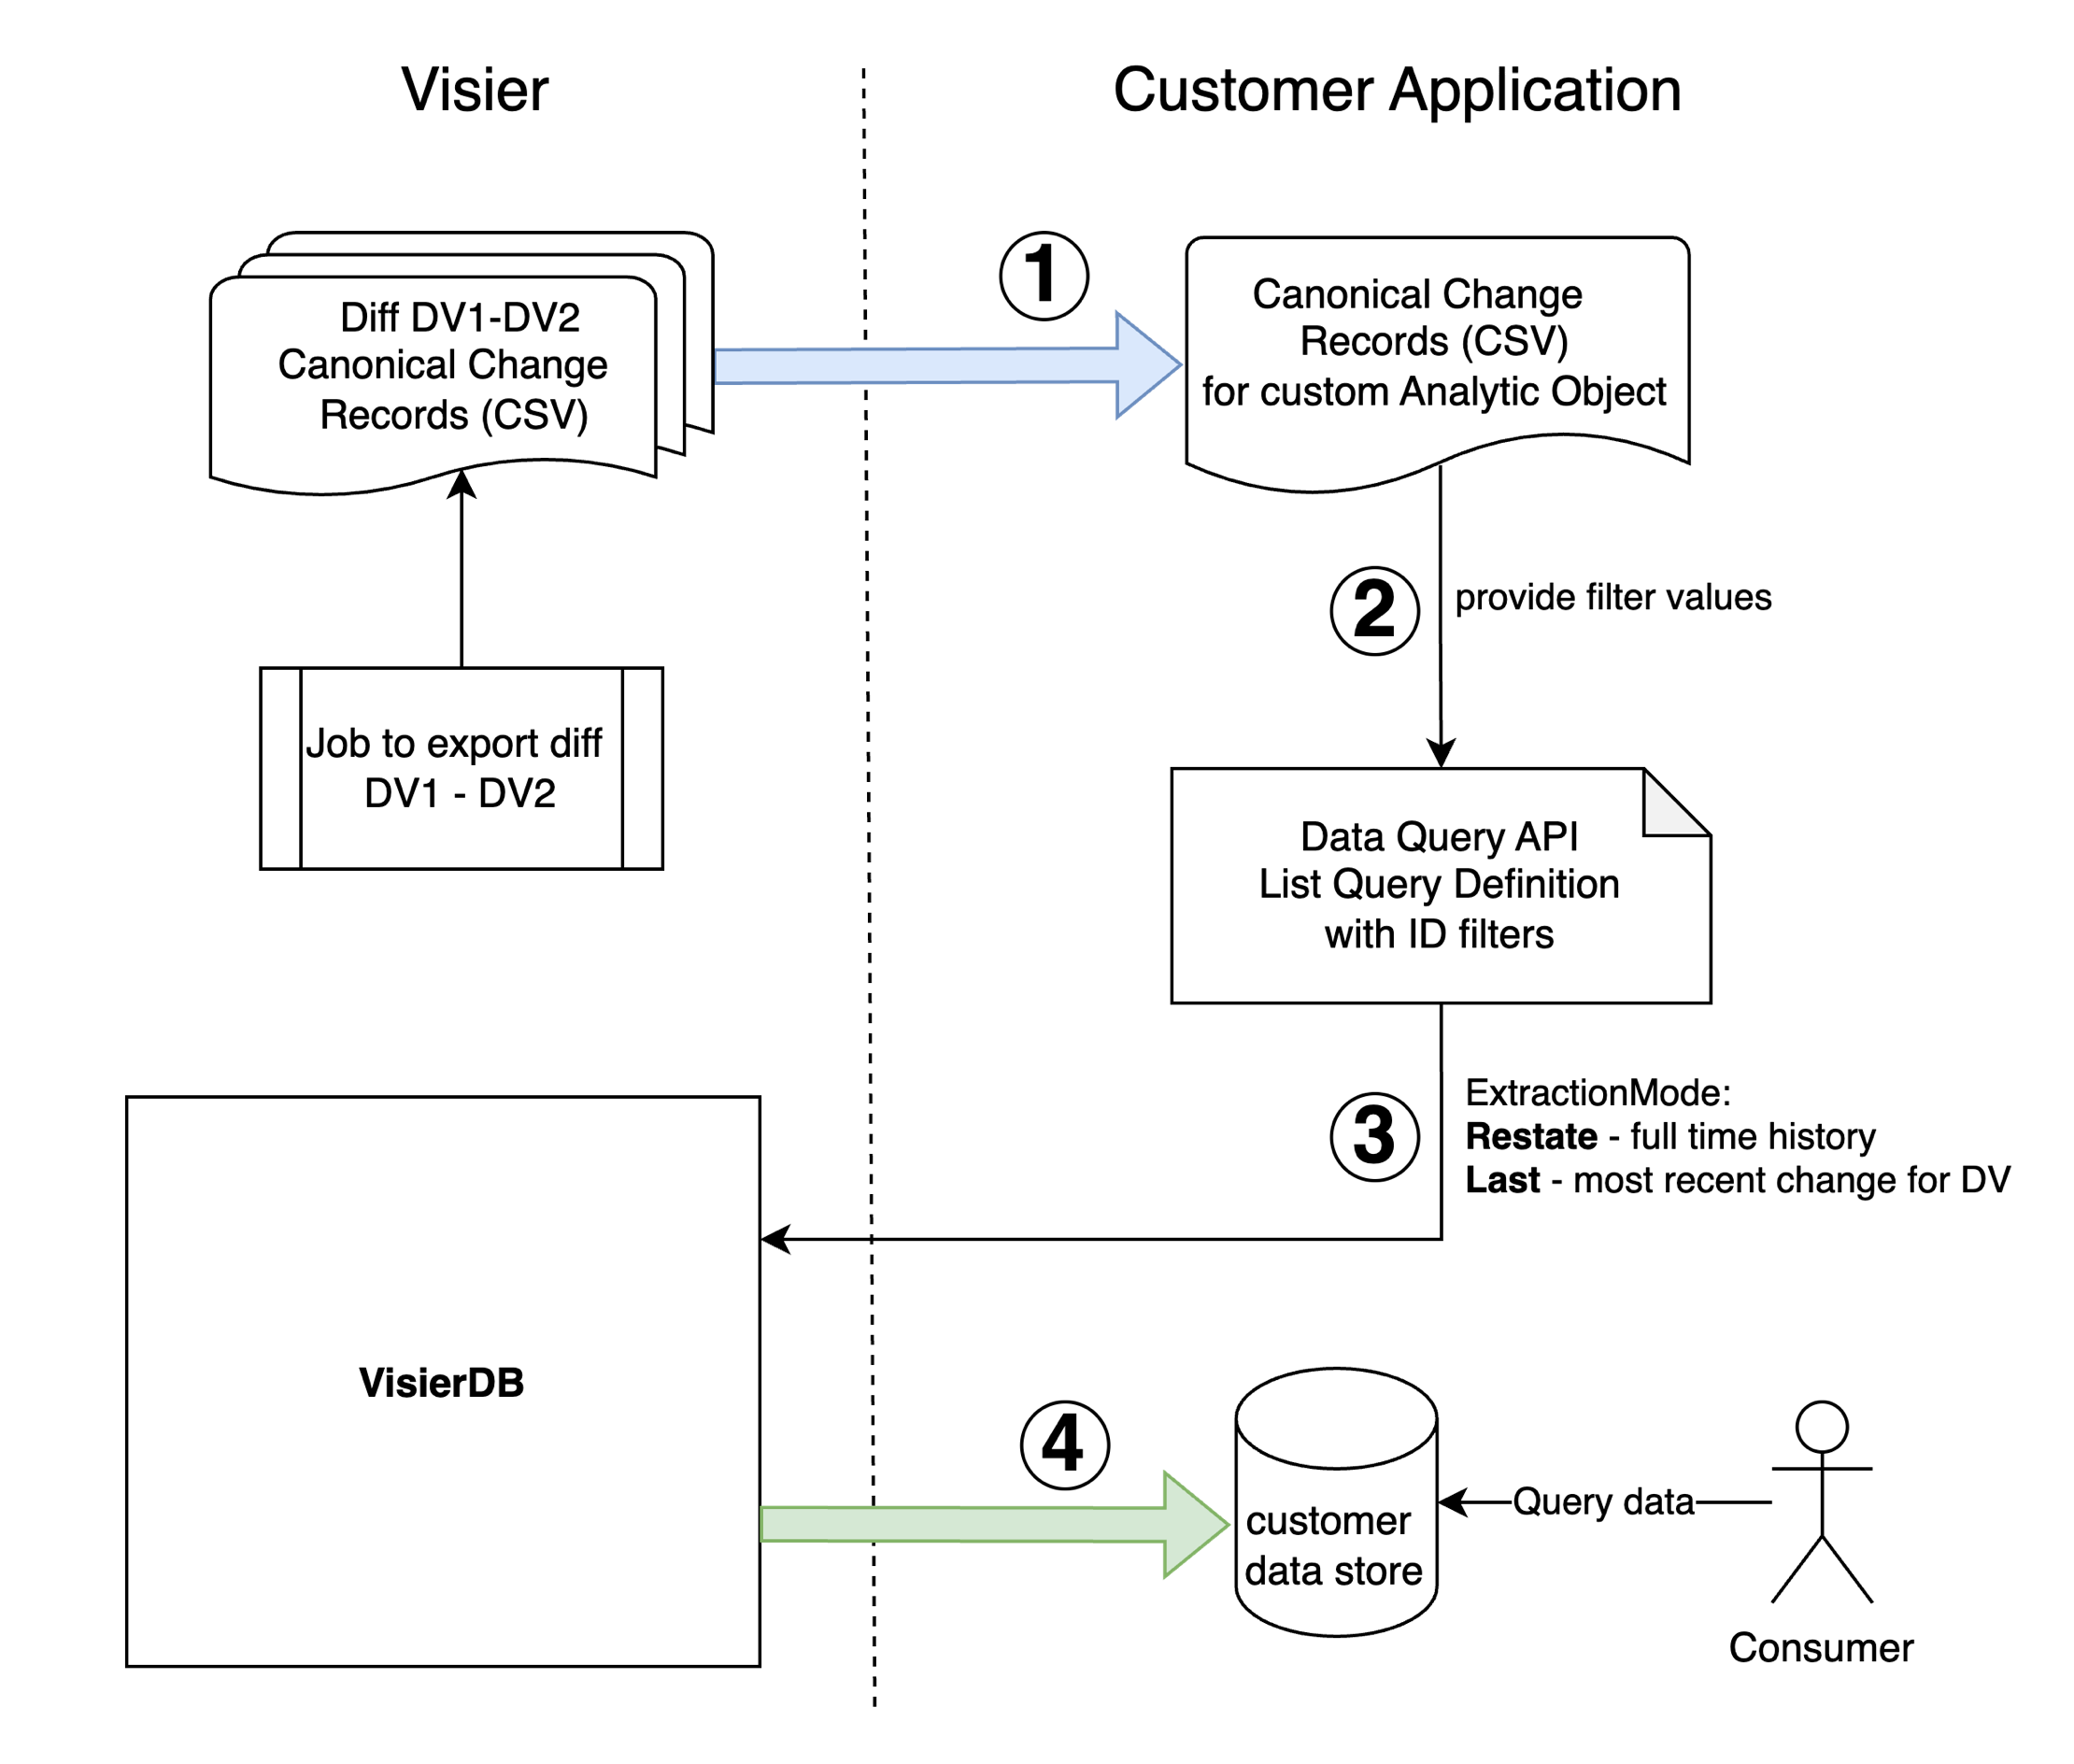 Visier
Customer Application
Diff DV1-DV2
Canonical Change
Records (CSV)
1
Canonical Change
Records (CSV)
for custom Analytic Object
2
provide filter values
Job to export diff
DV1 - DV2
Data Query API
List Query Definition
with ID filters
3
ExtractionMode:
Restate - full time history
Last - most recent change for DV
VisierDB
4
customer
data store
Query data
Consumer